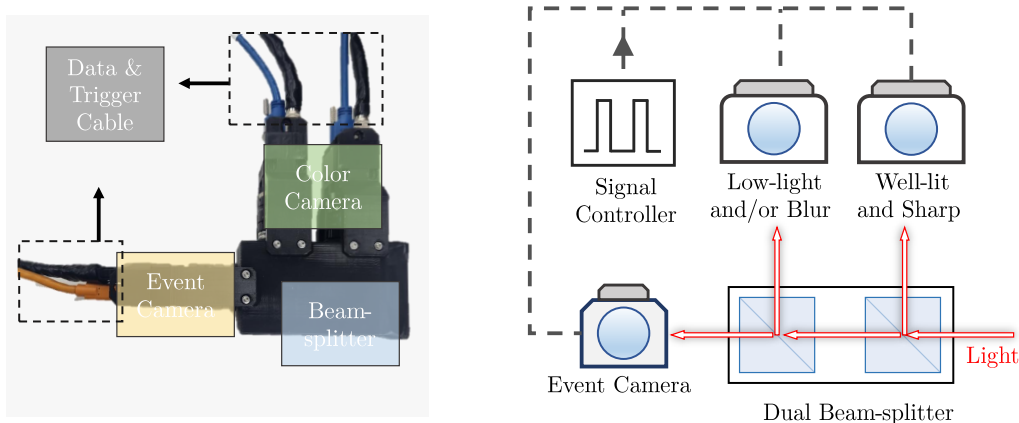 Data &
Trigger
Cable
Color
Camera
Event
Camera
Beam-
splitter
Signal
Controller
Low-light
and/or Blur
Well-lit
and Sharp
Light
Event Camera
Dual Beam-splitter